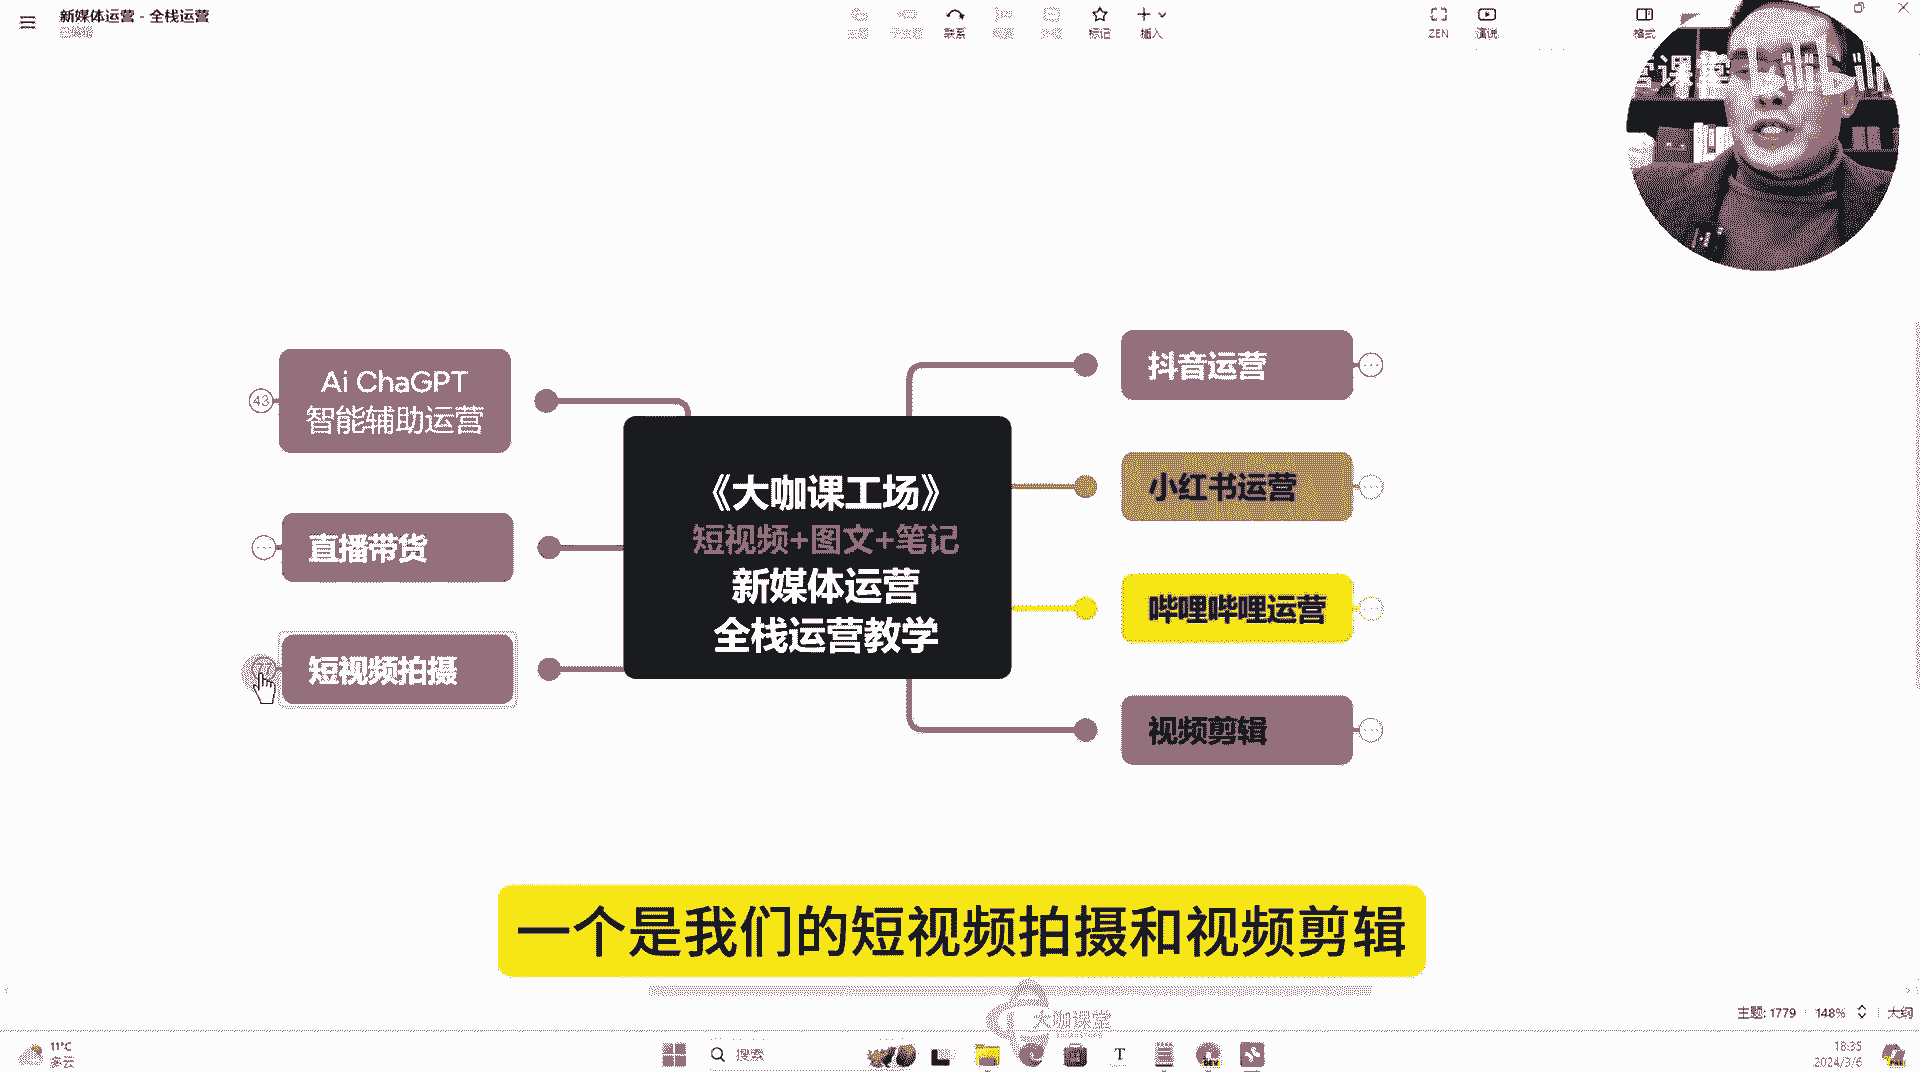 新媒体运营 - 全栈运营
已编辑
联系
标记
插入
ZEN
演说
格式
Ai ChaGPT
智能辅助运营
43
直播带货
短视频拍摄
《大咖课工场》
短视频+图文+笔记
新媒体运营
全栈运营教学
抖音运营
小红书运营
哔哩哔哩运营
视频剪辑
一个是我们的短视频拍摄和视频剪辑
大咖课堂
主题: 1779
148%
大纲
11°C
多云
搜索
18:35
2024/3/6